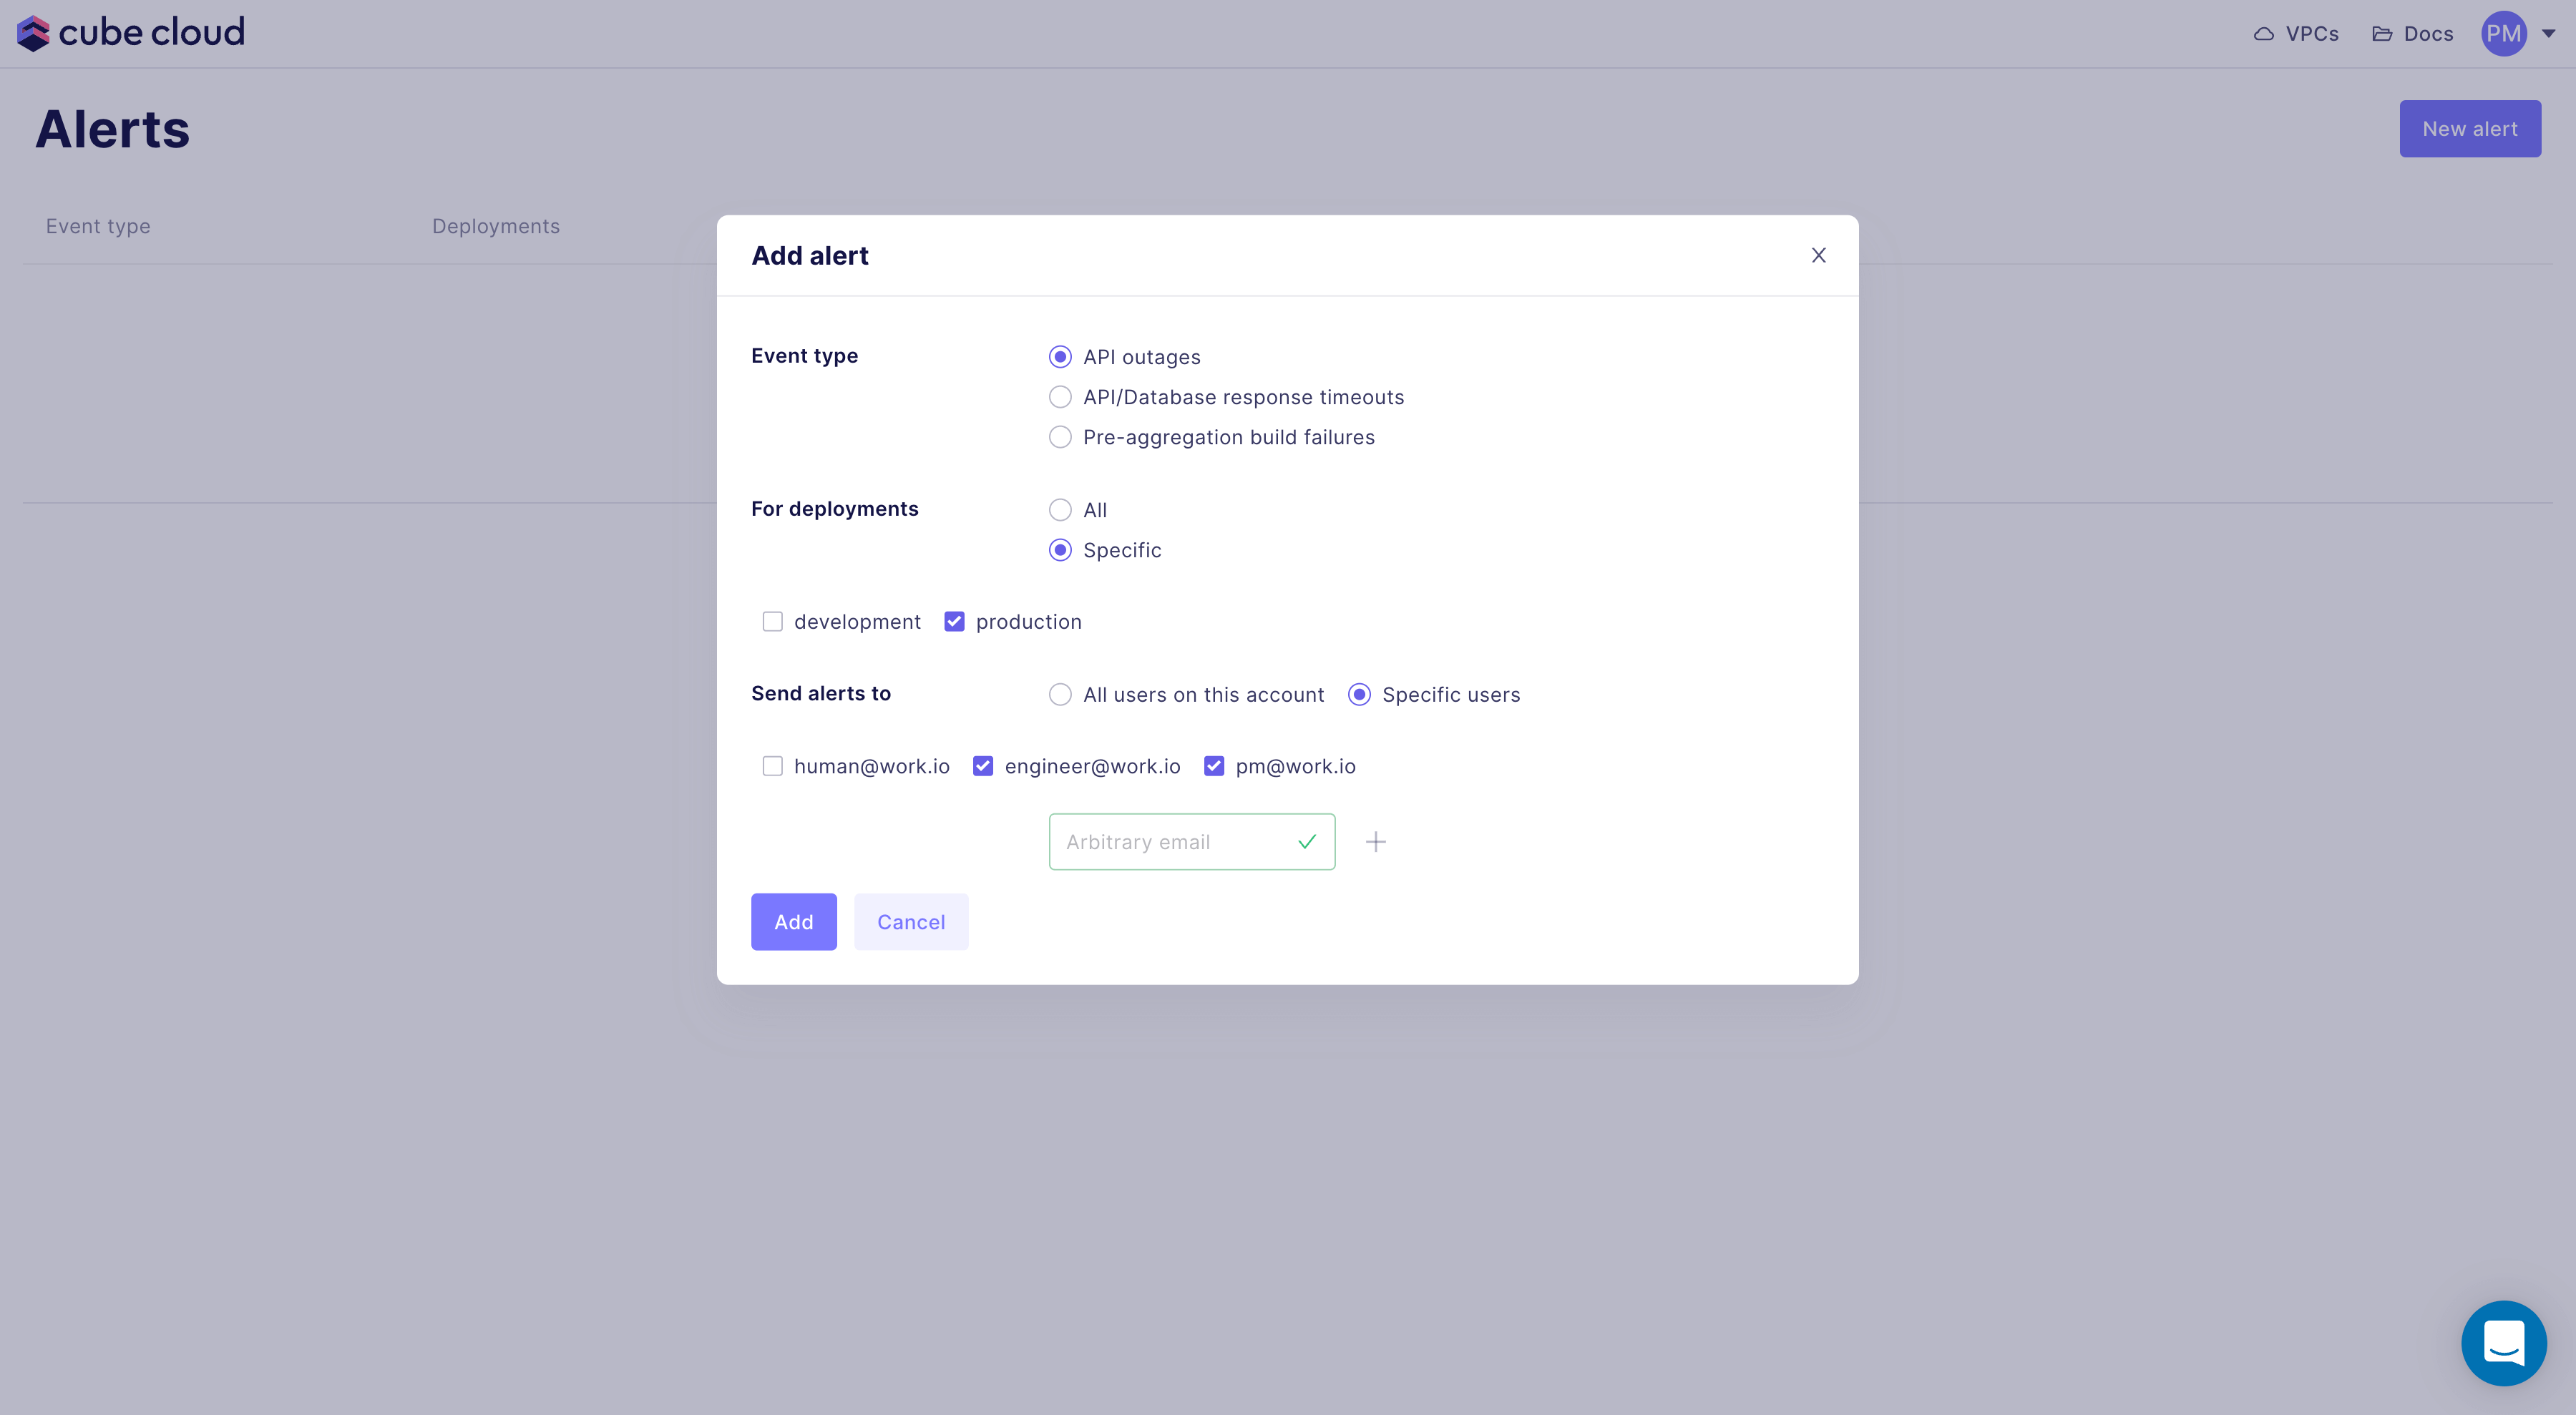 cube cloud
VPCs
Docs
PM
Alerts
New alert
Event type
Deployments
Add alert
Event type
API outages
API/Database response timeouts
Pre-aggregation build failures
For deployments
All
Specific
development
production
Send alerts to
All users on this account
Specific users
human@work.io
engineer@work.io
pm@work.io
Arbitrary email
Add
Cancel